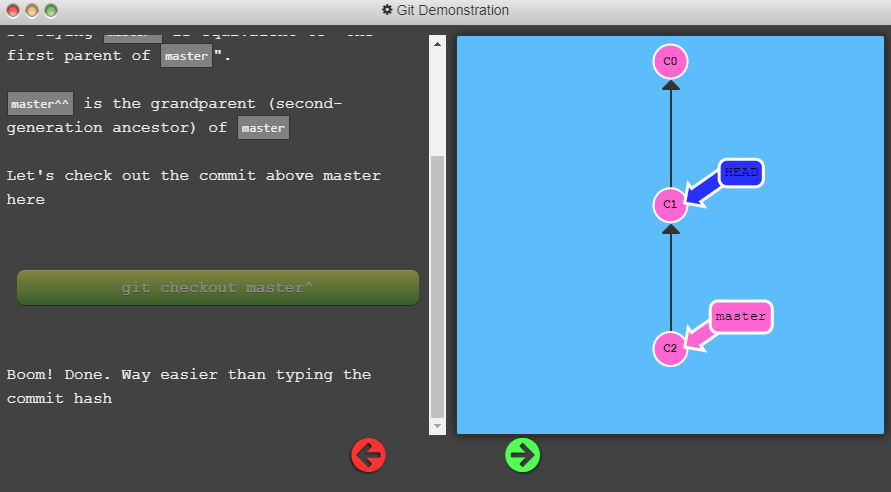 Git Demonstration
first parent of master".
master^^ is the grandparent (second-
generation ancestor) of master
Let's check out the commit above master
here
git checkout master^
Boom! Done. Way easier than typing the
commit hash
C0
HEAD
C1
master
C2